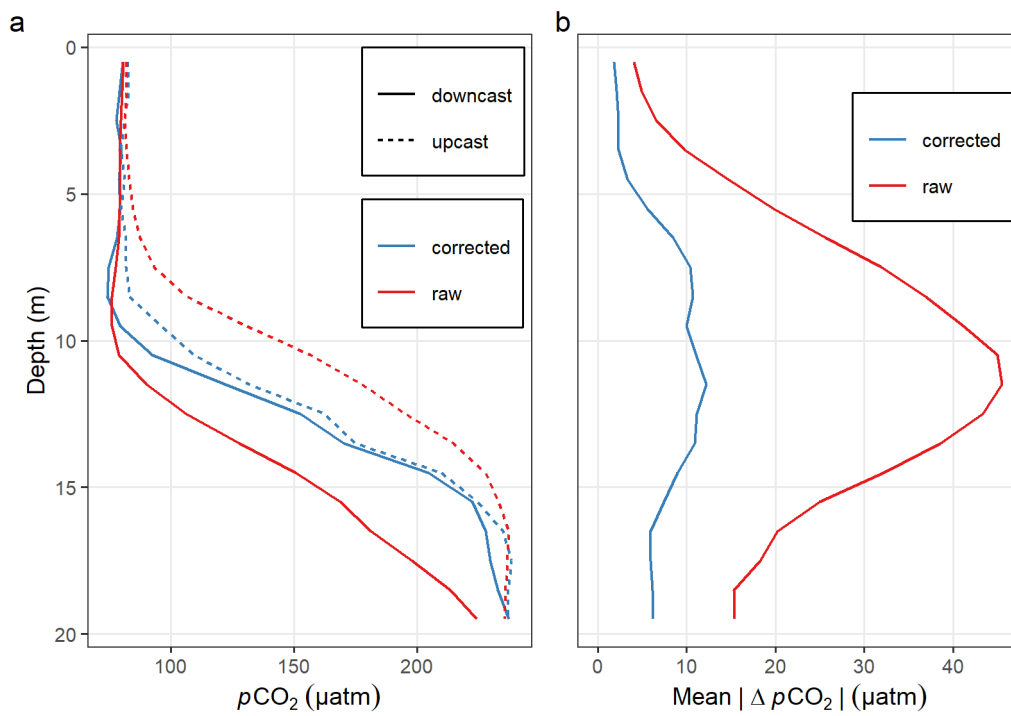 a
0
5
10
15
20
Depth (m)
downcast
upcast
corrected
raw
100
150
200
pCO₂ (µatm)
b
corrected
raw
0
10
20
30
40
Mean | Δ pCO₂ | (µatm)